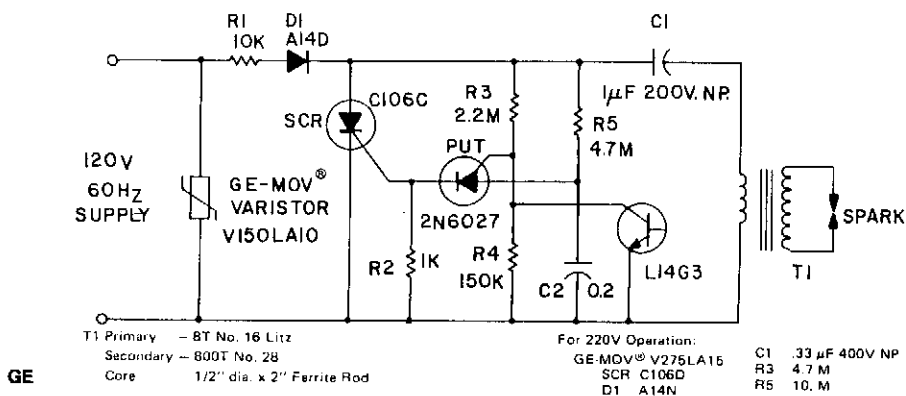 R1
10K
D1
A14D
C1
1µF 200V. NP.
SCR
C106C
R3
2.2M
R5
4.7M
PUT
2N6027
120V
60Hz
SUPPLY
GE-MOV®
VARISTOR
V150LA10
R2
1K
R4
150K
C2
0.2
L14G3
T1
SPARK
T1 Primary – 8T No. 16 Litz
Secondary – 800T No. 28
Core 1/2" dia. x 2" Ferrite Rod
GE
For 220V Operation:
GE-MOV® V275LA15
SCR C106D
D1 A14N
C1 .33 µF 400V NP
R3 4.7 M
R5 10. M